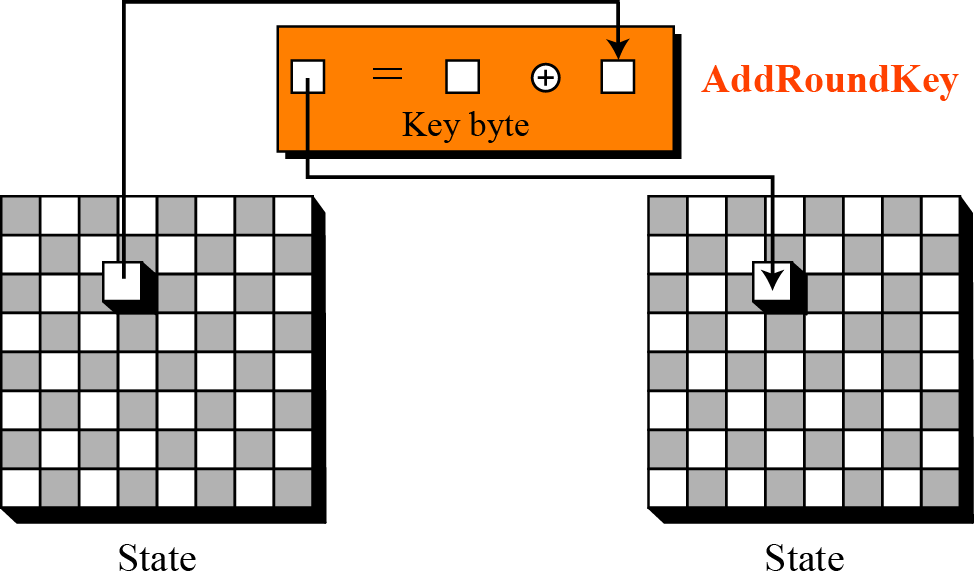 = ⊕
AddRoundKey
Key byte
State
State